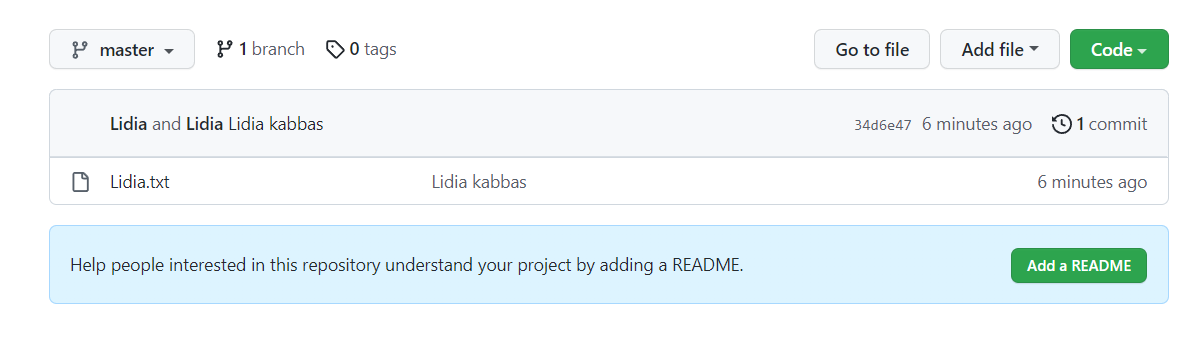 master 1 branch 0 tags Go to file Add file Code
Lidia and Lidia Lidia kabbas 34d6e47 6 minutes ago 1 commit
Lidia.txt Lidia kabbas 6 minutes ago
Help people interested in this repository understand your project by adding a README. Add a README